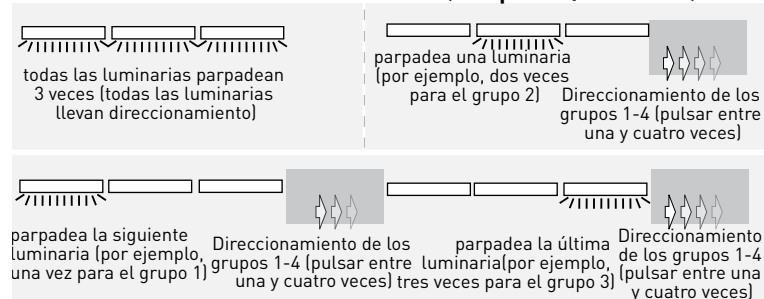 todas las luminarias parpadean
3 veces (todas las luminarias
llevan direccionamiento)
parpadea una luminaria
(por ejemplo, dos veces
para el grupo 2)
Direccionamiento de los
grupos 1-4 (pulsar entre
una y cuatro veces)
parpadea la siguiente
luminaria (por ejemplo,
una vez para el grupo 1)
Direccionamiento de los
grupos 1-4 (pulsar entre
una y cuatro veces)
parpadea la última
luminaria(por ejemplo,
tres veces para el grupo 3)
Direccionamiento
de los grupos 1-4
(pulsar entre una
y cuatro veces)